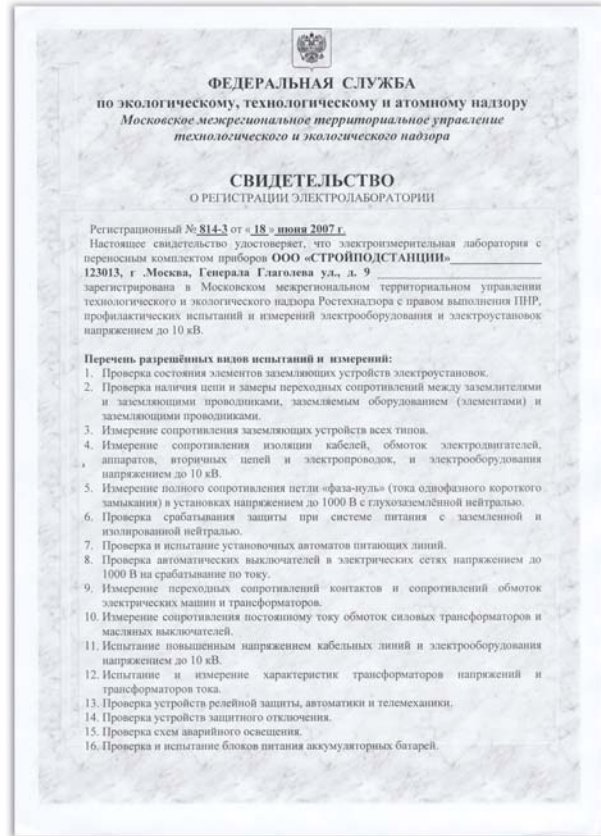 ФЕДЕРАЛЬНАЯ СЛУЖБА
по экологическому, технологическому и атомному надзору
Московское межрегиональное территориальное управление
технологического и экологического надзора
СВИДЕТЕЛЬСТВО
О РЕГИСТРАЦИИ ЭЛЕКТРОЛАБОРАТОРИИ
Регистрационный № 814-3 от « 18 » июня 2007 г.
Настоящее свидетельство удостоверяет, что электроизмерительная лаборатория с
переносным комплектом приборов ООО «СТРОЙПОДСТАНЦИИ»
123013, г .Москва, Генерала Глаголева ул., д. 9
зарегистрирована в Московском межрегиональном территориальном управлении
технологического и экологического надзора Ростехнадзора с правом выполнения ПНР,
профилактических испытаний и измерений электрооборудования и электроустановок
напряжением до 10 кВ.
Перечень разрешённых видов испытаний и измерений:
1. Проверка состояния элементов заземляющих устройств электроустановок.
2. Проверка наличия цепи и замеры переходных сопротивлений между заземлителями
и заземляющими проводниками, заземляемым оборудованием (элементами) и
заземляющими проводниками.
3. Измерение сопротивления заземляющих устройств всех типов.
4. Измерение сопротивления изоляции кабелей, обмоток электродвигателей,
аппаратов, вторичных цепей и электропроводок, и электрооборудования
напряжением до 10 кВ.
5. Измерение полного сопротивления петли «фаза-нуль» (тока однофазного короткого
замыкания) в установках напряжением до 1000 В с глухозаземлённой нейтралью.
6. Проверка срабатывания защиты при системе питания с заземленной и
изолированной нейтралью.
7. Проверка и испытание установочных автоматов питающих линий.
8. Проверка автоматических выключателей в электрических сетях напряжением до
1000 В на срабатывание по току.
9. Измерение переходных сопротивлений контактов и сопротивлений обмоток
электрических машин и трансформаторов.
10. Измерение сопротивления постоянному току обмоток силовых трансформаторов и
масляных выключателей.
11. Испытание повышенным напряжением кабельных линий и электрооборудования
напряжением до 10 кВ.
12. Испытание и измерение характеристик трансформаторов напряжений и
трансформаторов тока.
13. Проверка устройств релейной защиты, автоматики и телемеханики.
14. Проверка устройств защитного отключения.
15. Проверка схем аварийного освещения.
16. Проверка и испытание блоков питания аккумуляторных батарей.